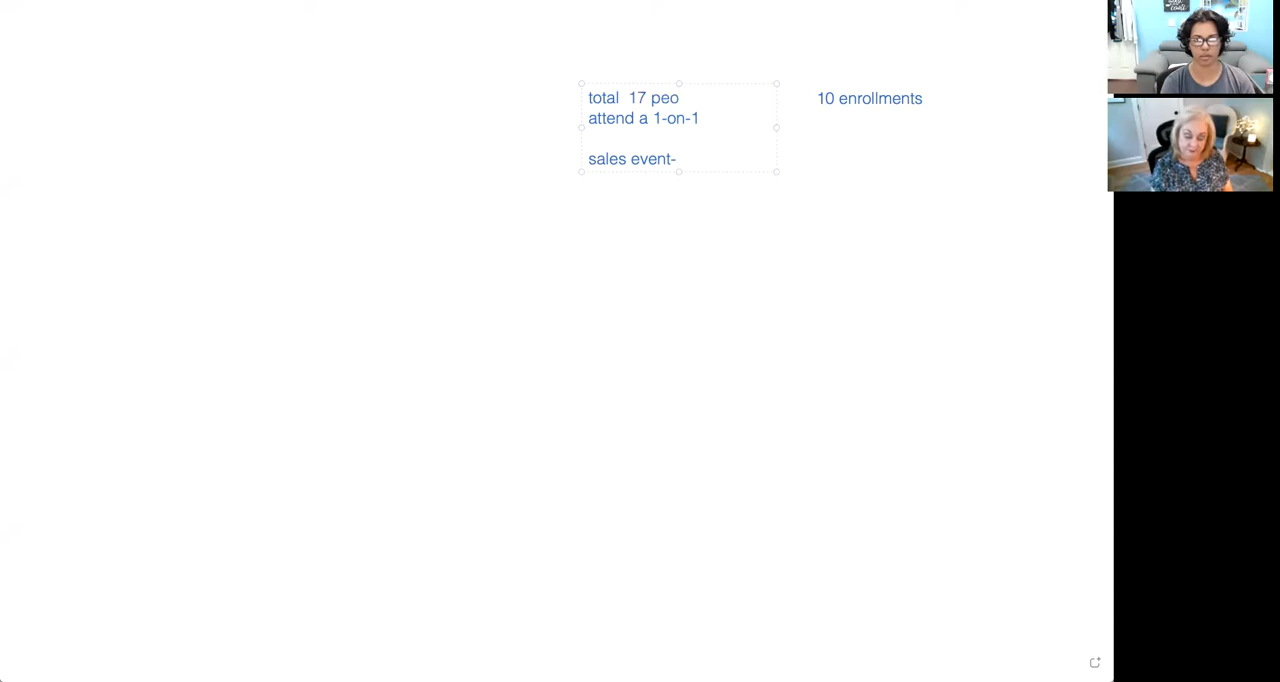 total  17 peo
attend a 1-on-1
sales event-
10 enrollments